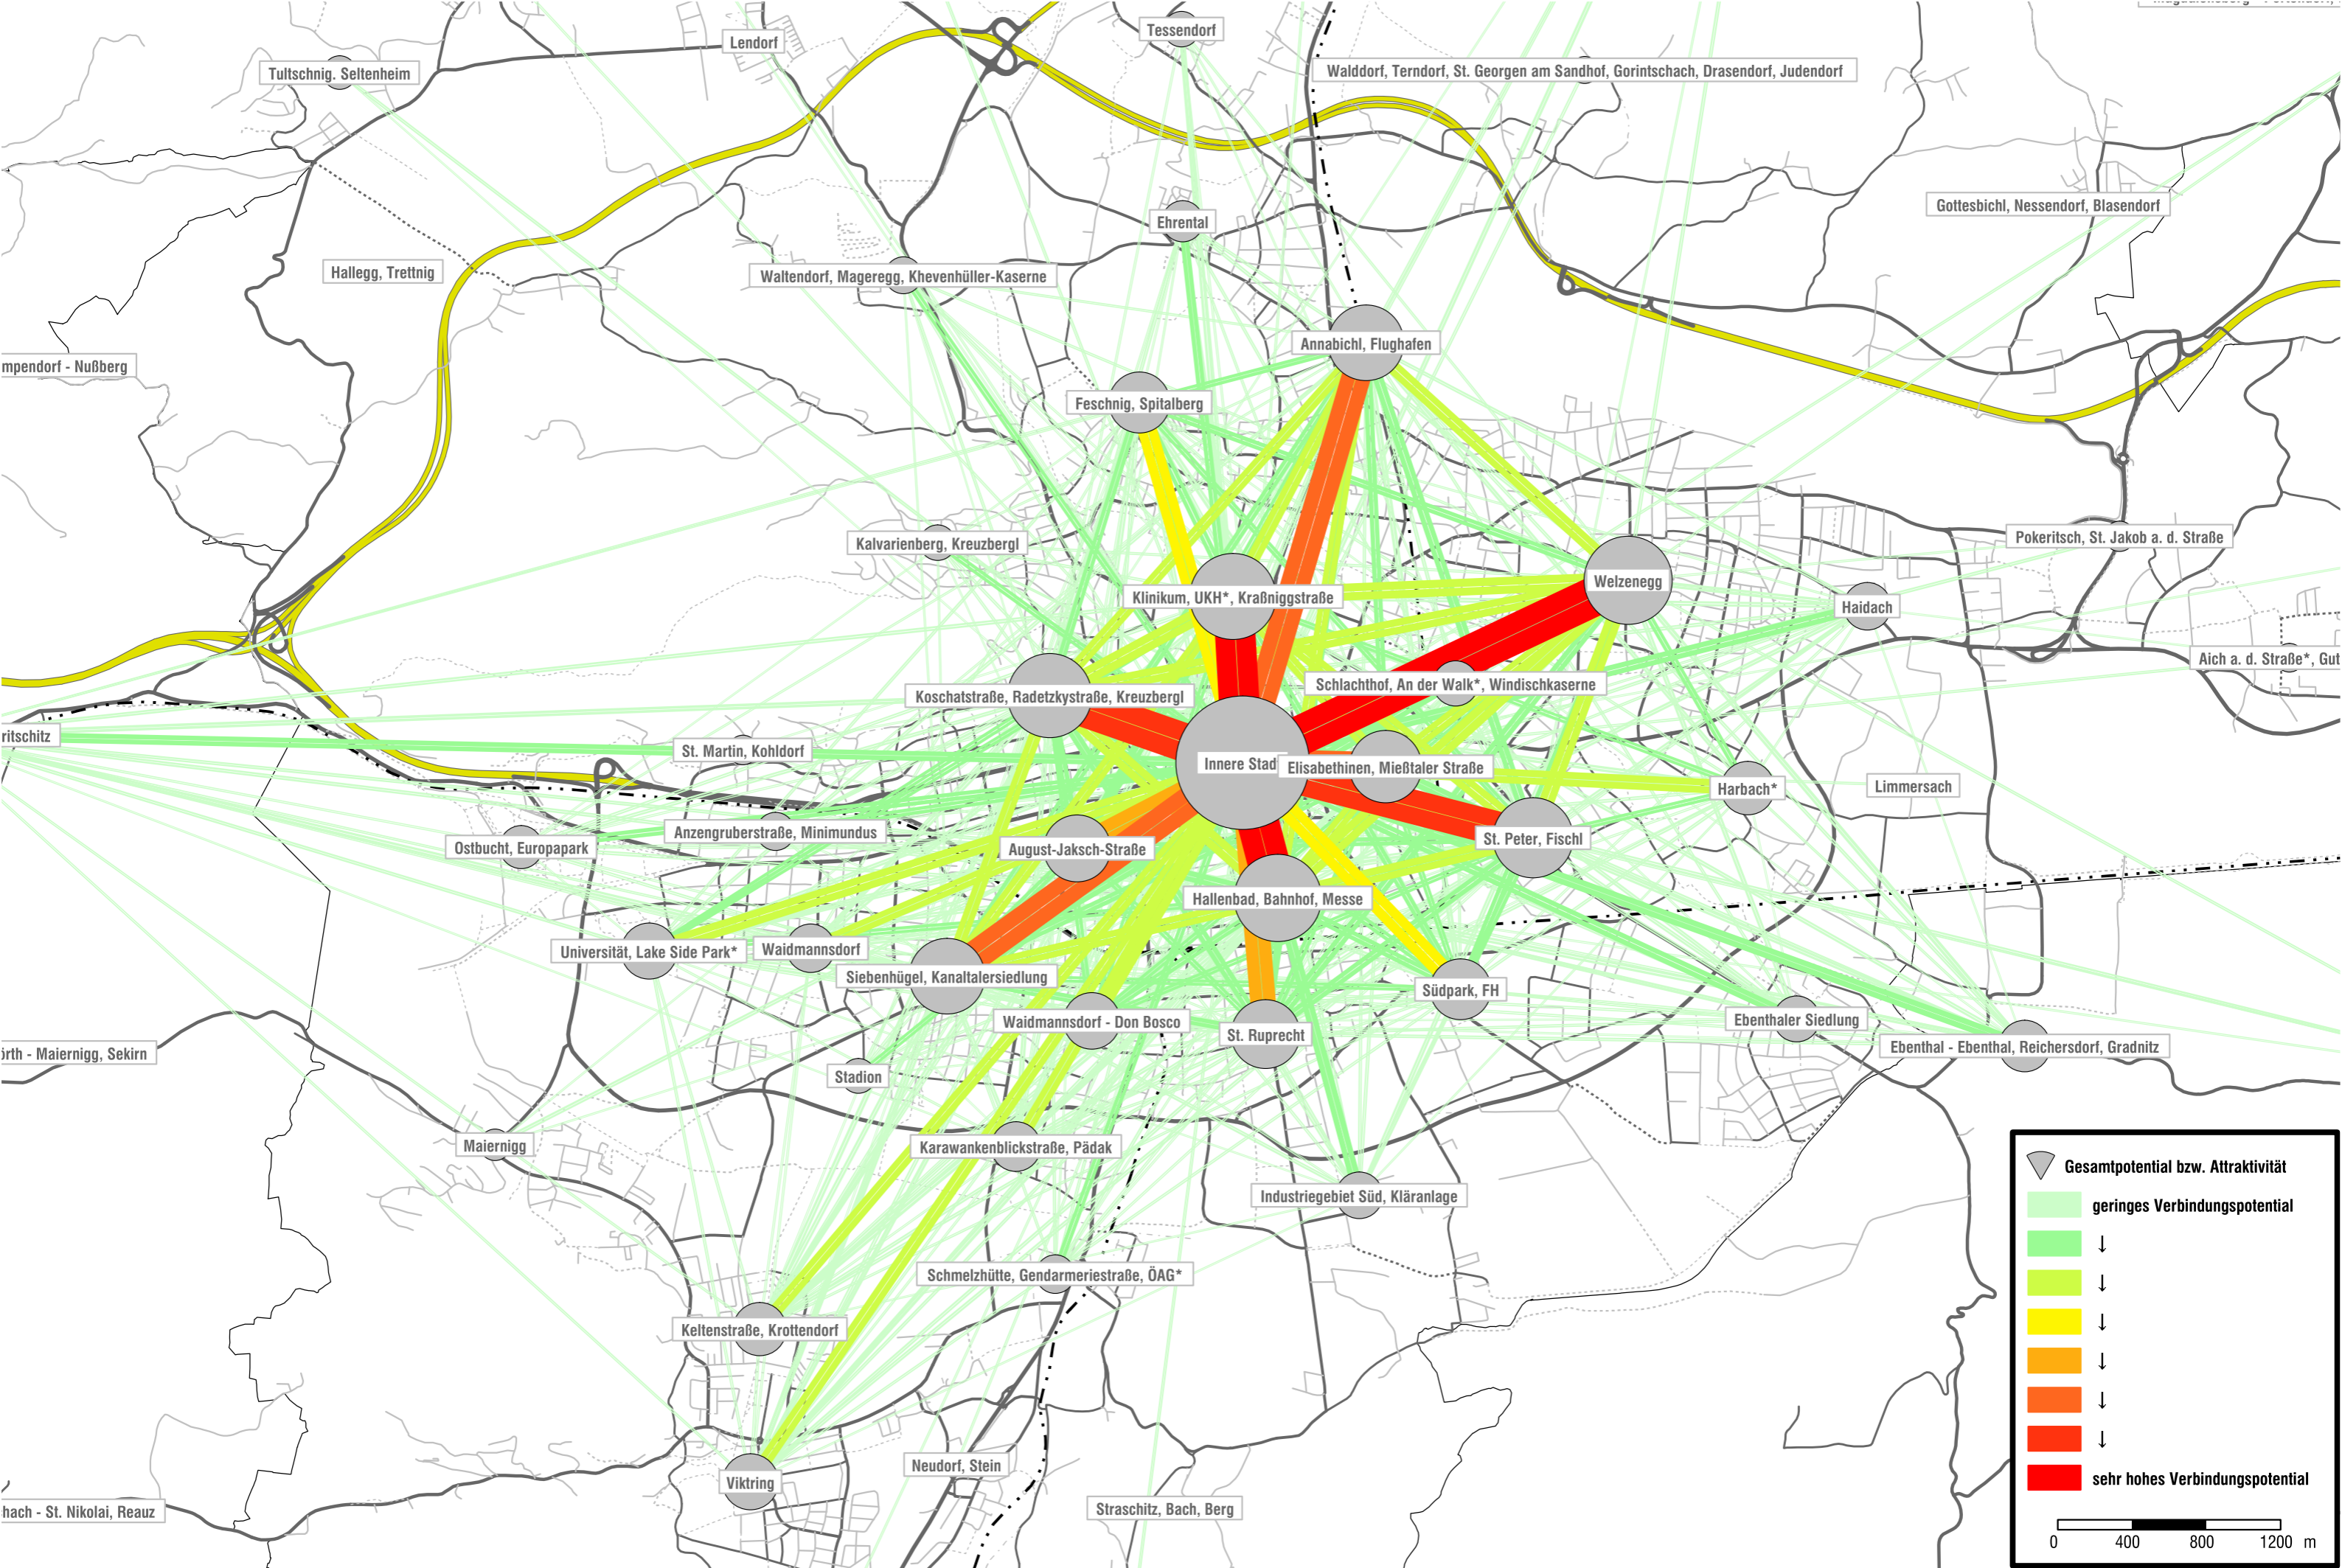 Tessendorf
Lendorf
Tultschnig. Seltenheim
Walddorf, Terndorf, St. Georgen am Sandhof, Gorintschach, Drasendorf, Judendorf
Gottesbichl, Nessendorf, Blasendorf
Ehrental
Hallegg, Trettnig
Waltendorf, Mageregg, Khevenhüller-Kaserne
Annabichl, Flughafen
mpendorf - Nußberg
Feschnig, Spitalberg
Pokeritsch, St. Jakob a. d. Straße
Kalvarienberg, Kreuzbergl
Welzenegg
Klinikum, UKH*, Kraßniggstraße
Haidach
Aich a. d. Straße*, Gut
Schlachthof, An der Walk*, Windischkaserne
Koschatstraße, Radetzkystraße, Kreuzbergl
ritschitz
St. Martin, Kohldorf
Innere Stad
Elisabethinen, Mießtaler Straße
Harbach*
Limmersach
Anzengruberstraße, Minimundus
St. Peter, Fischl
Ostbucht, Europapark
August-Jaksch-Straße
Hallenbad, Bahnhof, Messe
Universität, Lake Side Park*
Waidmannsdorf
Siebenhügel, Kanaltalersiedlung
Südpark, FH
Waidmannsdorf - Don Bosco
St. Ruprecht
Ebenthaler Siedlung
Ebenthal - Ebenthal, Reichersdorf, Gradnitz
örth - Maiernigg, Sekirn
Stadion
Maiernigg
Karawankenblickstraße, Pädak
Industriegebiet Süd, Kläranlage
Schmelzhütte, Gendarmeriestraße, ÖAG*
Keltenstraße, Krottendorf
Viktring
Neudorf, Stein
Straschitz, Bach, Berg
hach - St. Nikolai, Reauz
Gesamtpotential bzw. Attraktivität
geringes Verbindungspotential
↓
↓
↓
↓
↓
↓
sehr hohes Verbindungspotential
0 400 800 1200 m